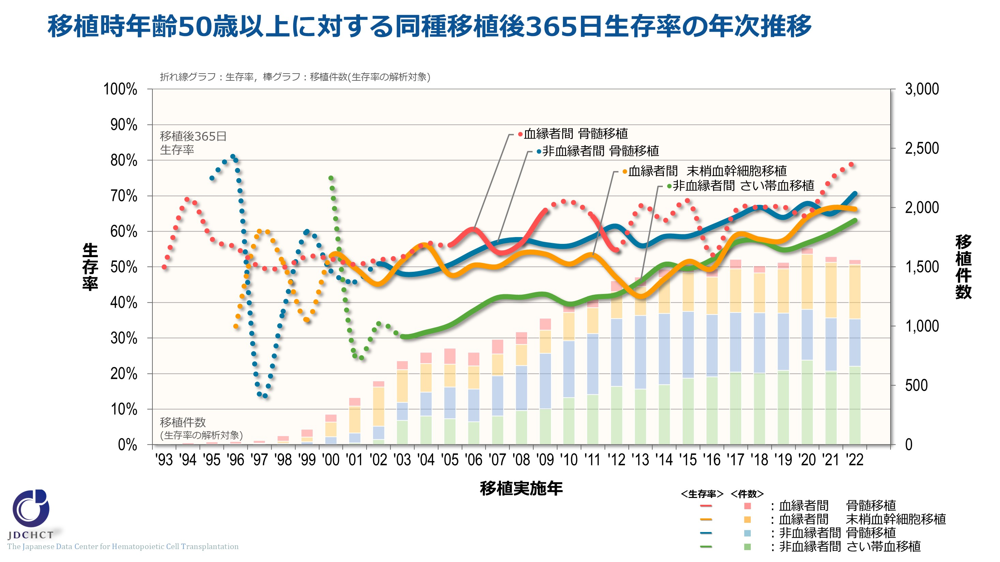 移植時年齢50歳以上に対する同種移植後365日生存率の年次推移
折れ線グラフ：生存率，棒グラフ：移植件数(生存率の解析対象)
100%
90%
80%
70%
60%
50%
40%
30%
20%
10%
0%
生存率
移植後365日
生存率
移植件数
(生存率の解析対象)
血縁者間 骨髄移植
非血縁者間 骨髄移植
血縁者間　末梢血幹細胞移植
非血縁者間 さい帯血移植
3,000
2,500
2,000
1,500
1,000
500
0
移植件数
'93 '94 '95 '96 '97 '98 '99 '00 '01 '02 '03 '04 '05 '06 '07 '08 '09 '10 '11 '12 '13 '14 '15 '16 '17 '18 '19 '20 '21 '22
移植実施年
＜生存率＞ ＜件数＞
：血縁者間　骨髄移植
：血縁者間　末梢血幹細胞移植
：非血縁者間 骨髄移植
：非血縁者間 さい帯血移植
JDCHCT
The Japanese Data Center for Hematopoietic Cell Transplantation